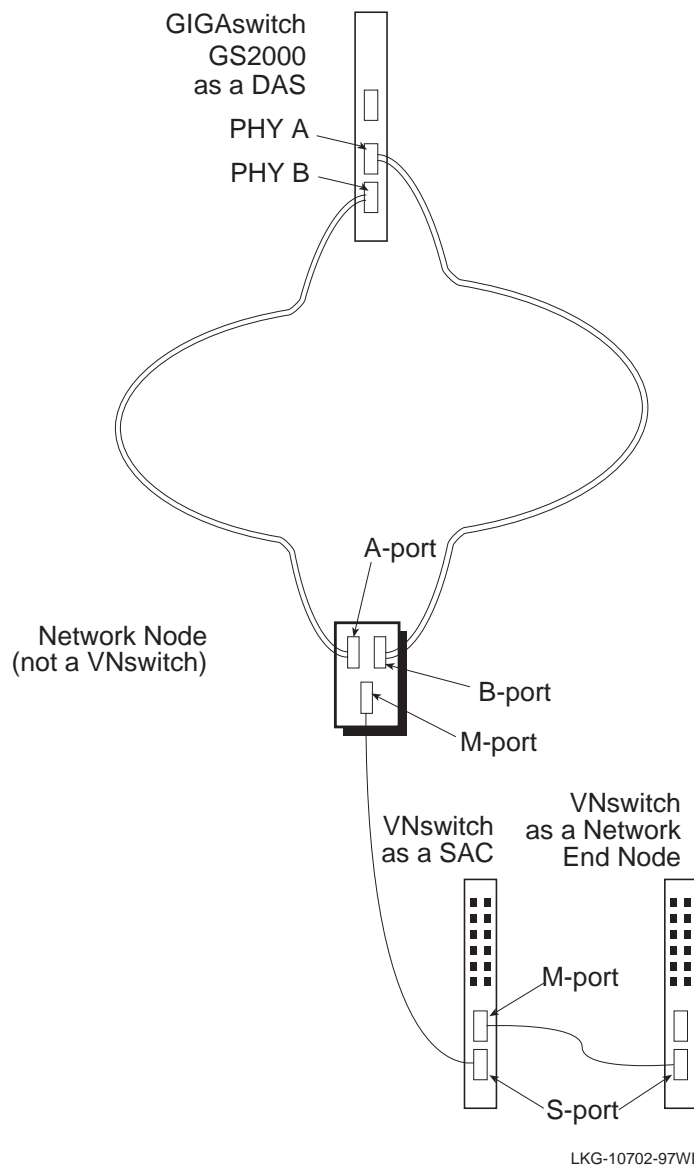 GIGAswitch
GS2000
as a DAS
PHY A
PHY B
A-port
Network Node
(not a VNswitch)
B-port
M-port
VNswitch
as a SAC
VNswitch
as a Network
End Node
M-port
S-port
LKG-10702-97WI